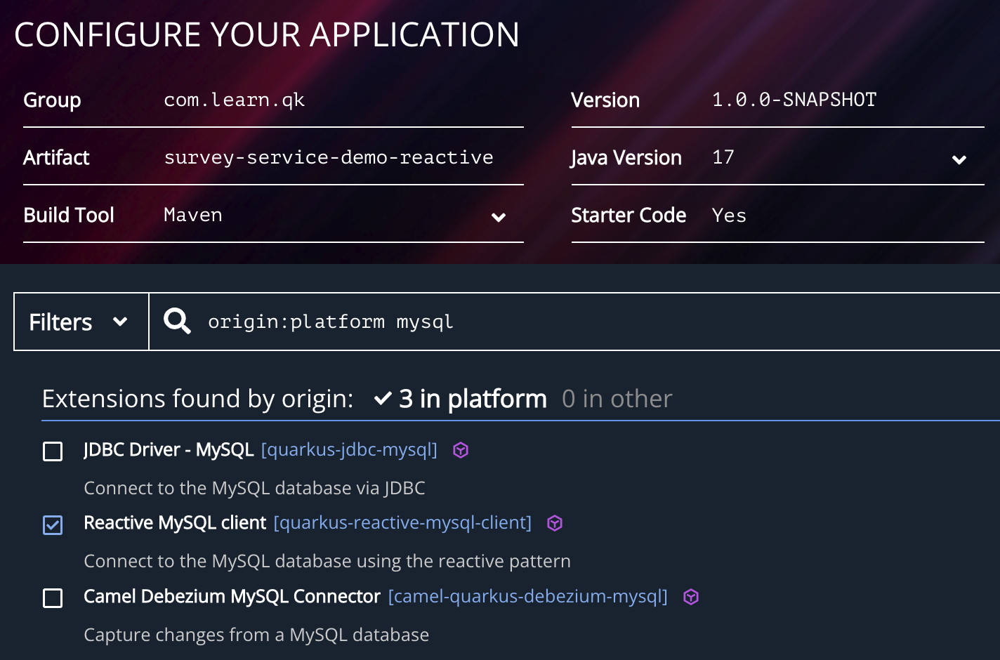 CONFIGURE YOUR APPLICATION
Group com.learn.qk
Version 1.0.0-SNAPSHOT
Artifact survey-service-demo-reactive
Java Version 17
Build Tool Maven
Starter Code Yes
Filters origin:platform mysql
Extensions found by origin: 3 in platform 0 in other
JDBC Driver - MySQL [quarkus-jdbc-mysql]
Connect to the MySQL database via JDBC
Reactive MySQL client [quarkus-reactive-mysql-client]
Connect to the MySQL database using the reactive pattern
Camel Debezium MySQL Connector [camel-quarkus-debezium-mysql]
Capture changes from a MySQL database